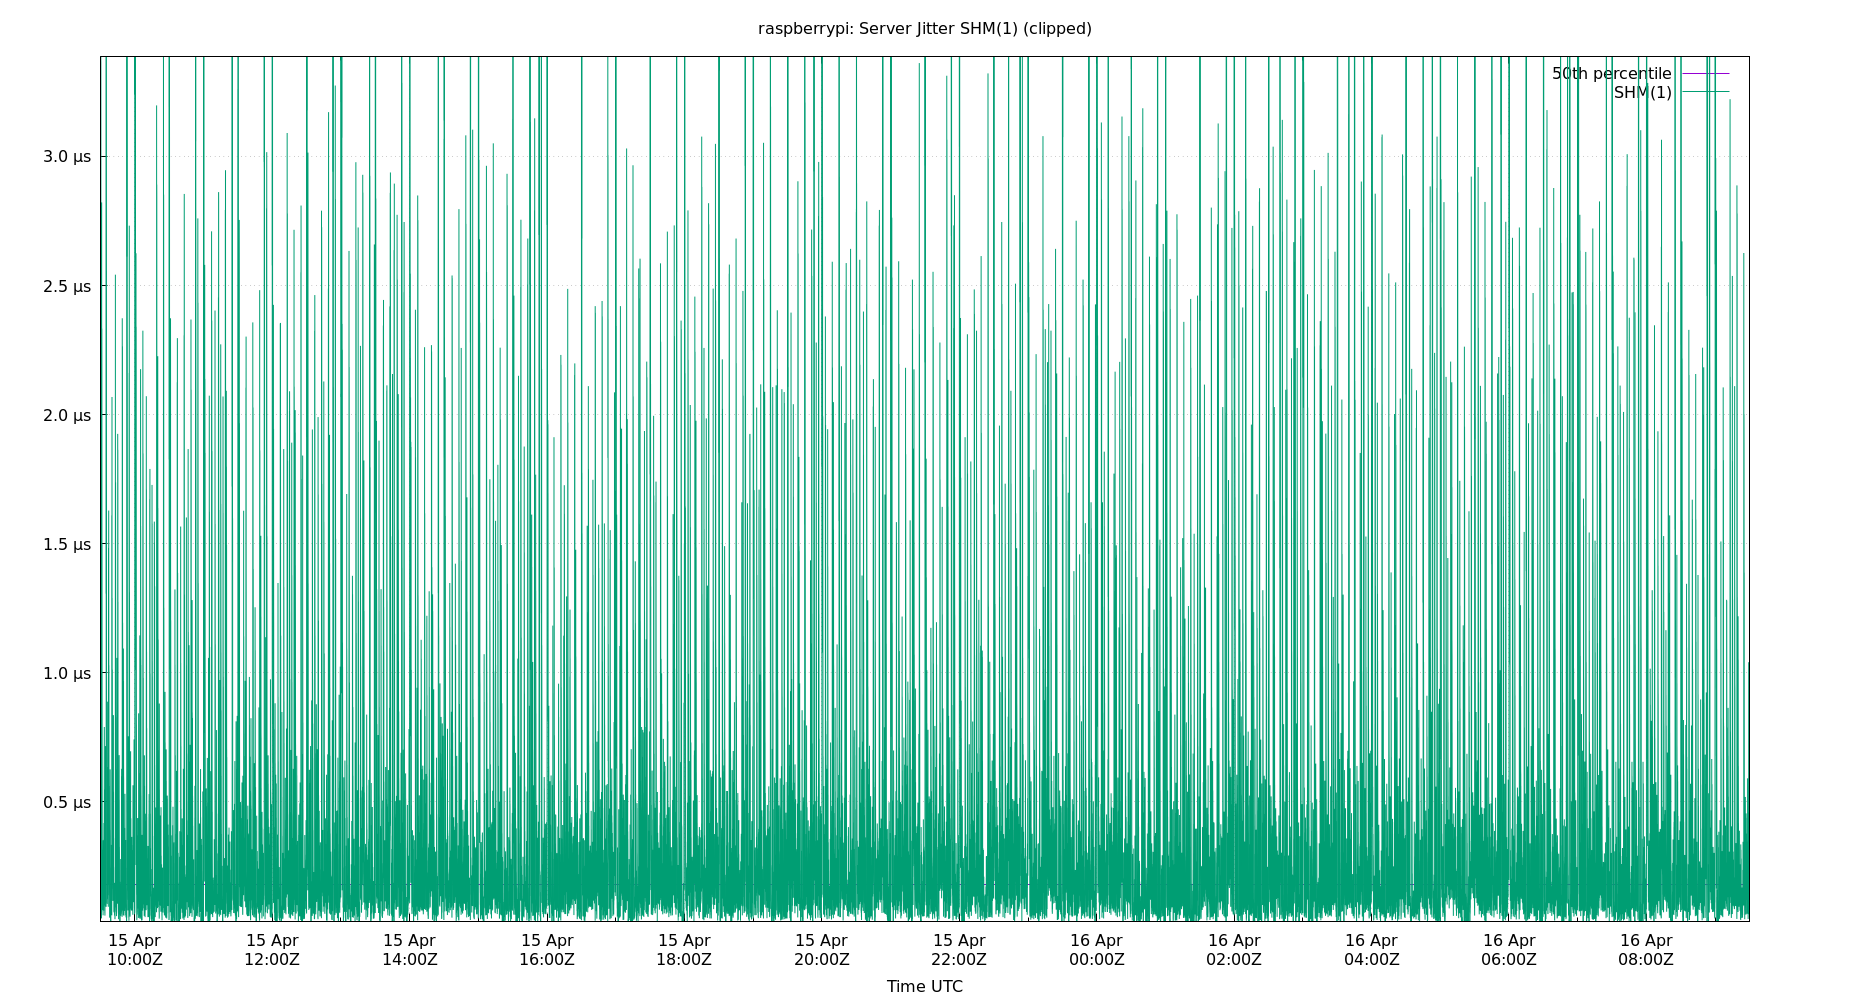 raspberrypi: Server Jitter SHM(1) (clipped)
50th percentile
SHM(1)
3.0 µs
2.5 µs
2.0 µs
1.5 µs
1.0 µs
0.5 µs
15 Apr 15 Apr 15 Apr 15 Apr 15 Apr 15 Apr 15 Apr 16 Apr 16 Apr 16 Apr 16 Apr 16 Apr
10:00Z 12:00Z 14:00Z 16:00Z 18:00Z 20:00Z 22:00Z 00:00Z 02:00Z 04:00Z 06:00Z 08:00Z
Time UTC